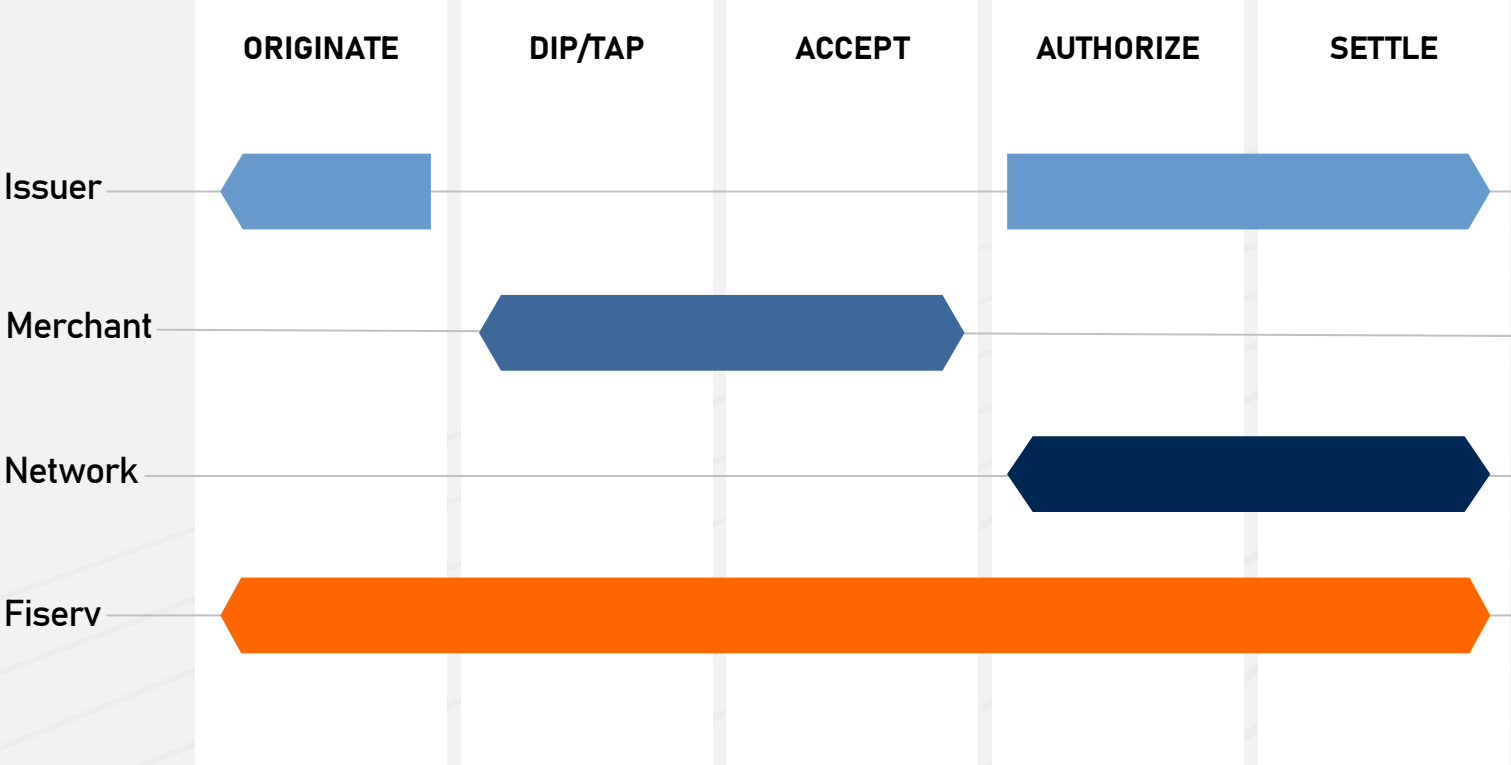 ORIGINATE DIP/TAP ACCEPT AUTHORIZE SETTLE
Issuer
Merchant
Network
Fiserv